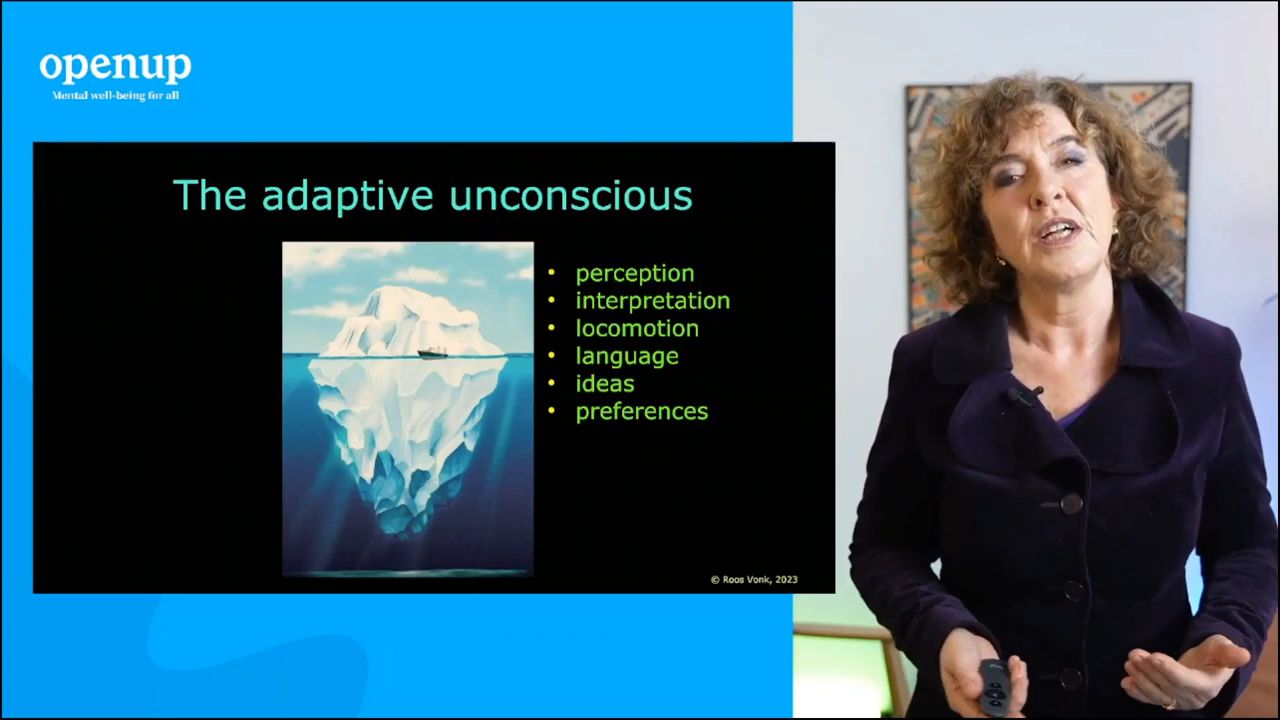 openup
Mental well-being for all
The adaptive unconscious
• perception
• interpretation
• locomotion
• language
• ideas
• preferences
© Roos Vonk, 2023